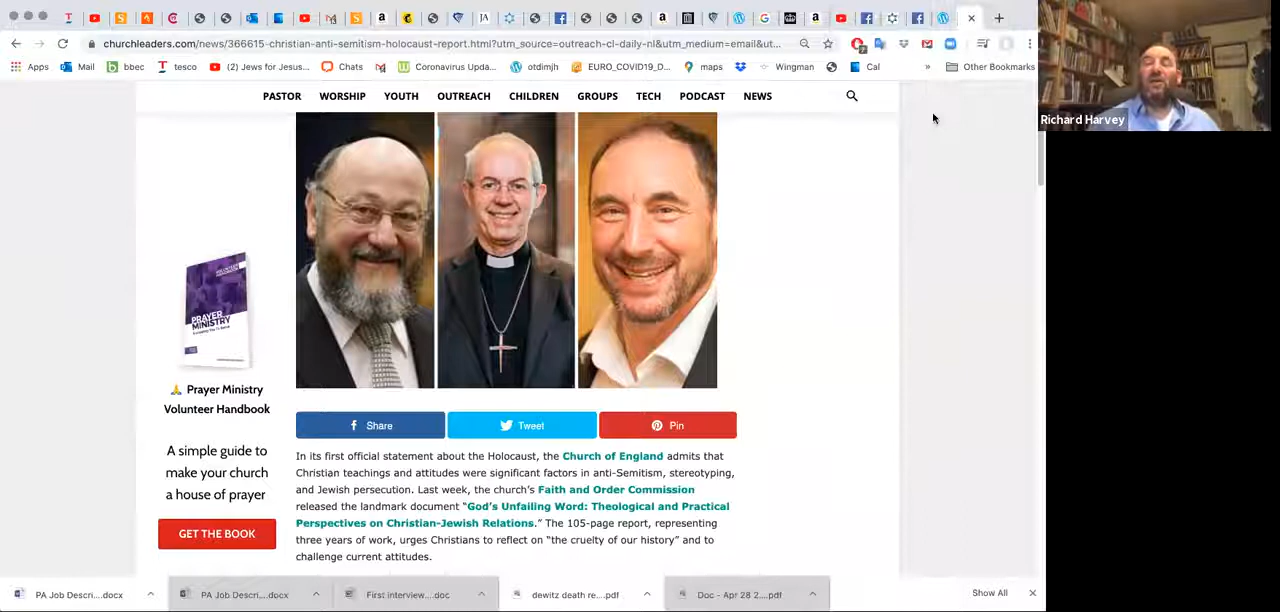 churchleaders.com/news/366615-christian-anti-semitism-holocaust-report.html?utm_source=outreach-cl-daily-nl&utm_medium=email&ut...
Apps
Mail
bbec
tesco
(2) Jews for Jesus...
Chats
Coronavirus Upda...
otdimjh
EURO_COVID19_D...
maps
Wingman
Cal
»
Other Bookmarks
Richard Harvey
PASTOR WORSHIP YOUTH OUTREACH CHILDREN GROUPS TECH PODCAST NEWS
PRAYER
MINISTRY
🙏 Prayer Ministry
Volunteer Handbook
A simple guide to
make your church
a house of prayer
GET THE BOOK
Share
Tweet
Pin
In its first official statement about the Holocaust, the Church of England admits that
Christian teachings and attitudes were significant factors in anti-Semitism, stereotyping,
and Jewish persecution. Last week, the church's Faith and Order Commission
released the landmark document "God's Unfailing Word: Theological and Practical
Perspectives on Christian-Jewish Relations." The 105-page report, representing
three years of work, urges Christians to reflect on "the cruelty of our history" and to
challenge current attitudes.
PA Job Descri....docx
PA Job Descri....docx
First interview....doc
dewitz death re....pdf
Doc - Apr 28 2....pdf
Show All